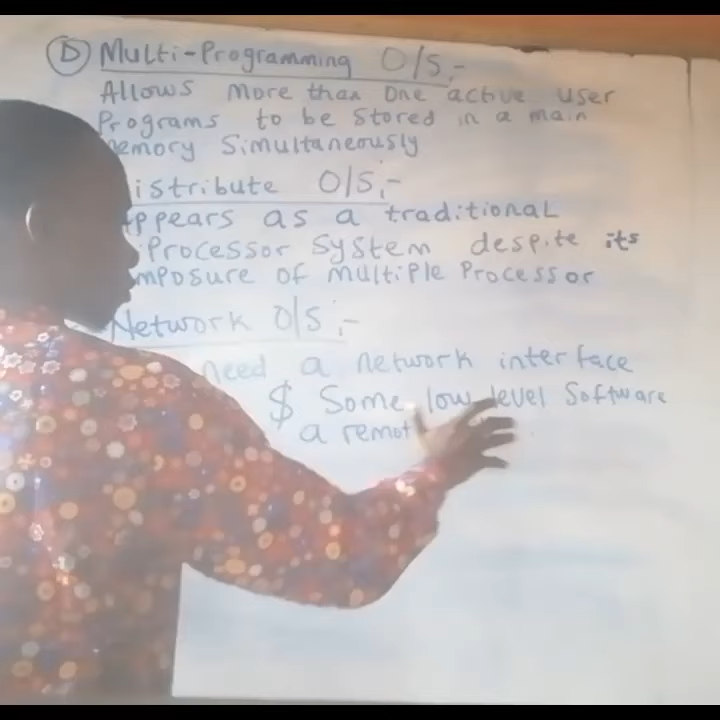 D Multi-Programming O/S:-
Allows more than one active user
Programs to be stored in a main
memory simultaneously
istribute O/S:-
ppears as a traditional
Processor system despite its
mposure of multiple Processor
Network O/S:-
need a network interface
$ Some low level Software
a remot